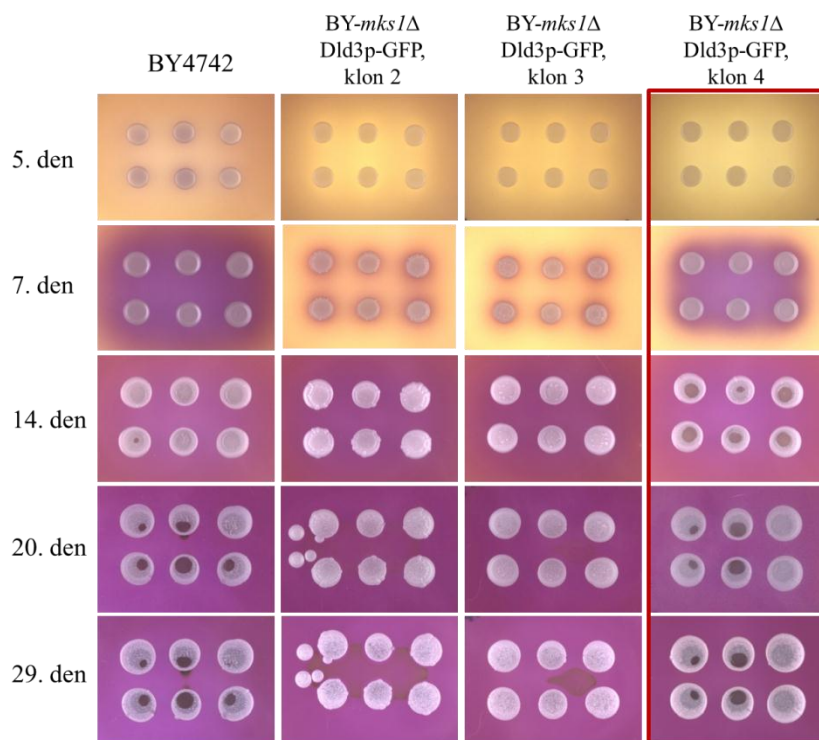 BY4742
BY-mks1Δ
Dld3p-GFP,
klon 2
BY-mks1Δ
Dld3p-GFP,
klon 3
BY-mks1Δ
Dld3p-GFP,
klon 4
5. den
7. den
14. den
20. den
29. den